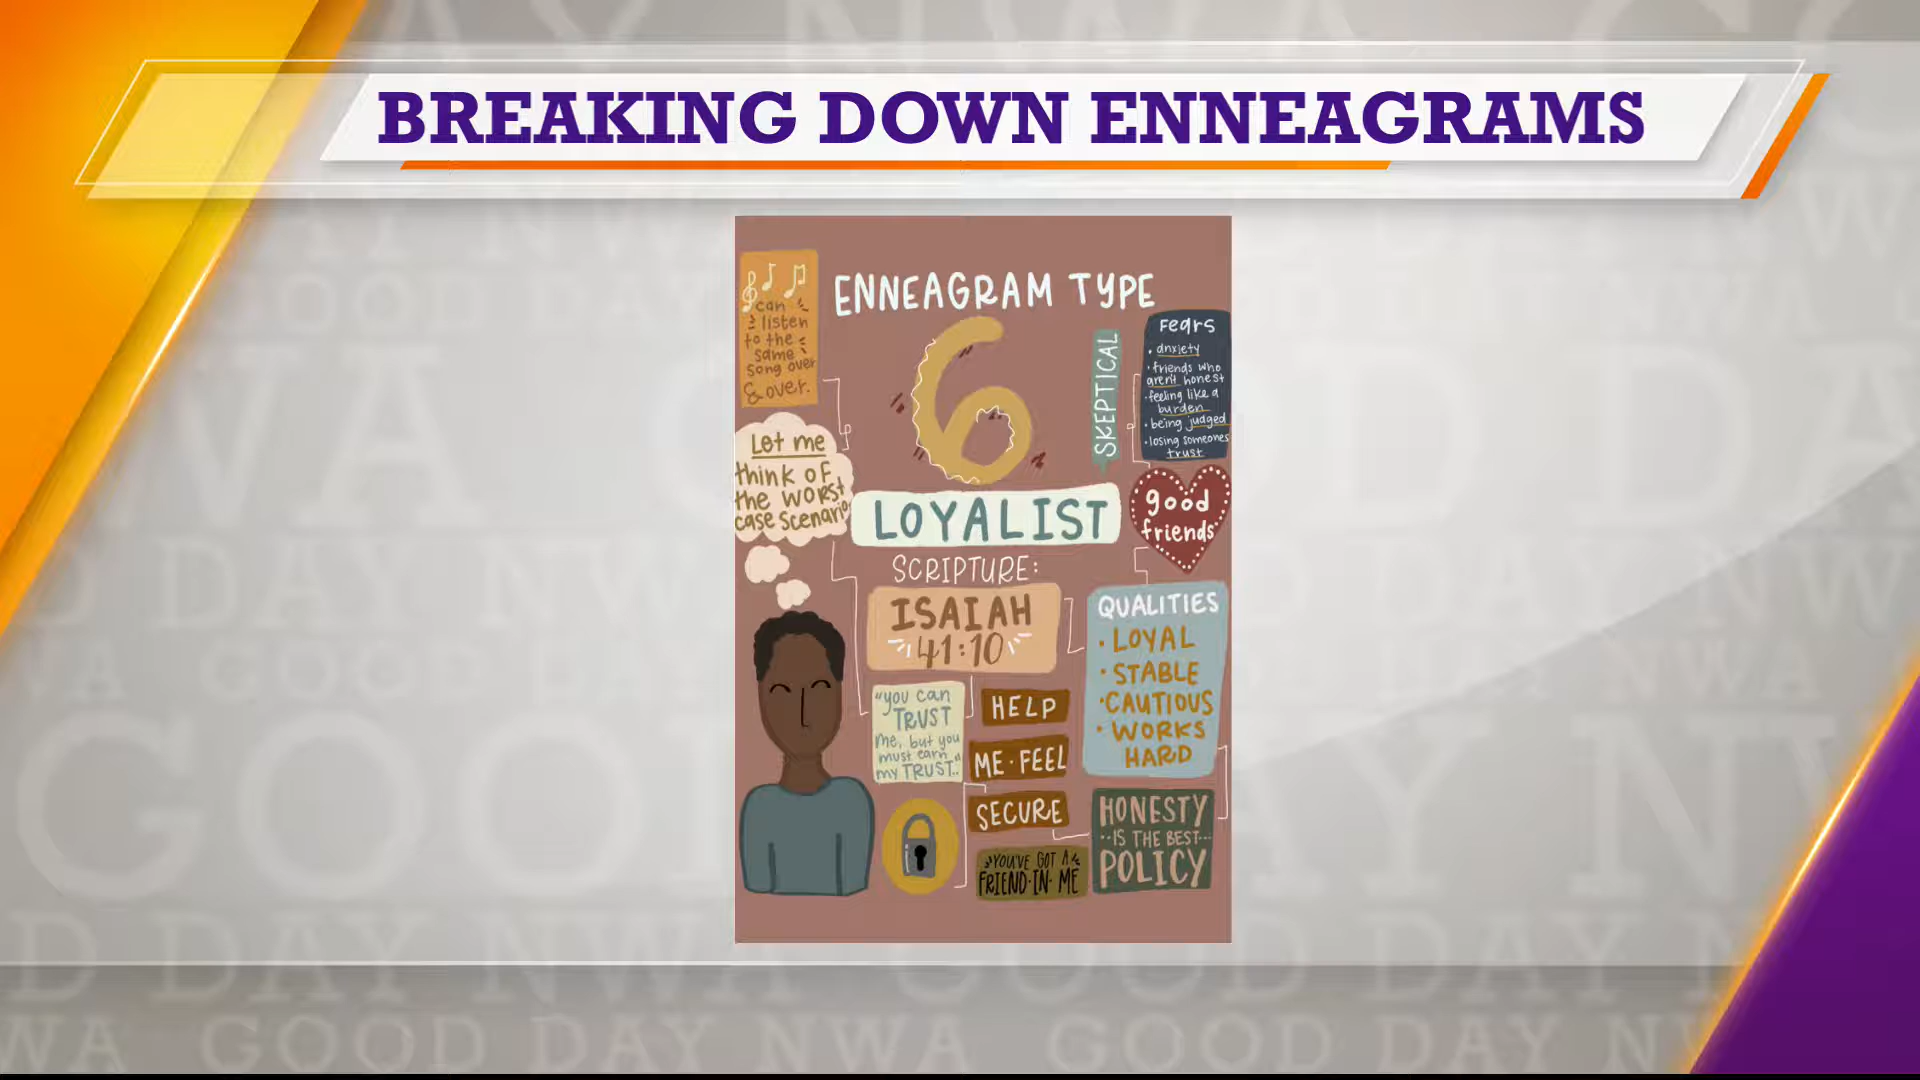 BREAKING DOWN ENNEAGRAMS
can
listen
to the
same
song over
& over.
ENNEAGRAM TYPE
6
SKEPTICAL
Fears
• anxiety
• friends who
aren't honest
• feeling like a
burden
• being judged
• losing someones
trust
Let me
think of
the worst
case scenario
LOYALIST
good
friends
SCRIPTURE:
ISAIAH
41:10
QUALITIES
• LOYAL
• STABLE
• CAUTIOUS
• WORKS
HARD
"you can
TRUST
me, but you
must earn
my TRUST."
HELP
ME • FEEL
SECURE
YOU'VE GOT A
FRIEND • IN • ME
HONESTY
IS THE BEST
POLICY
GOOD DAY NWA